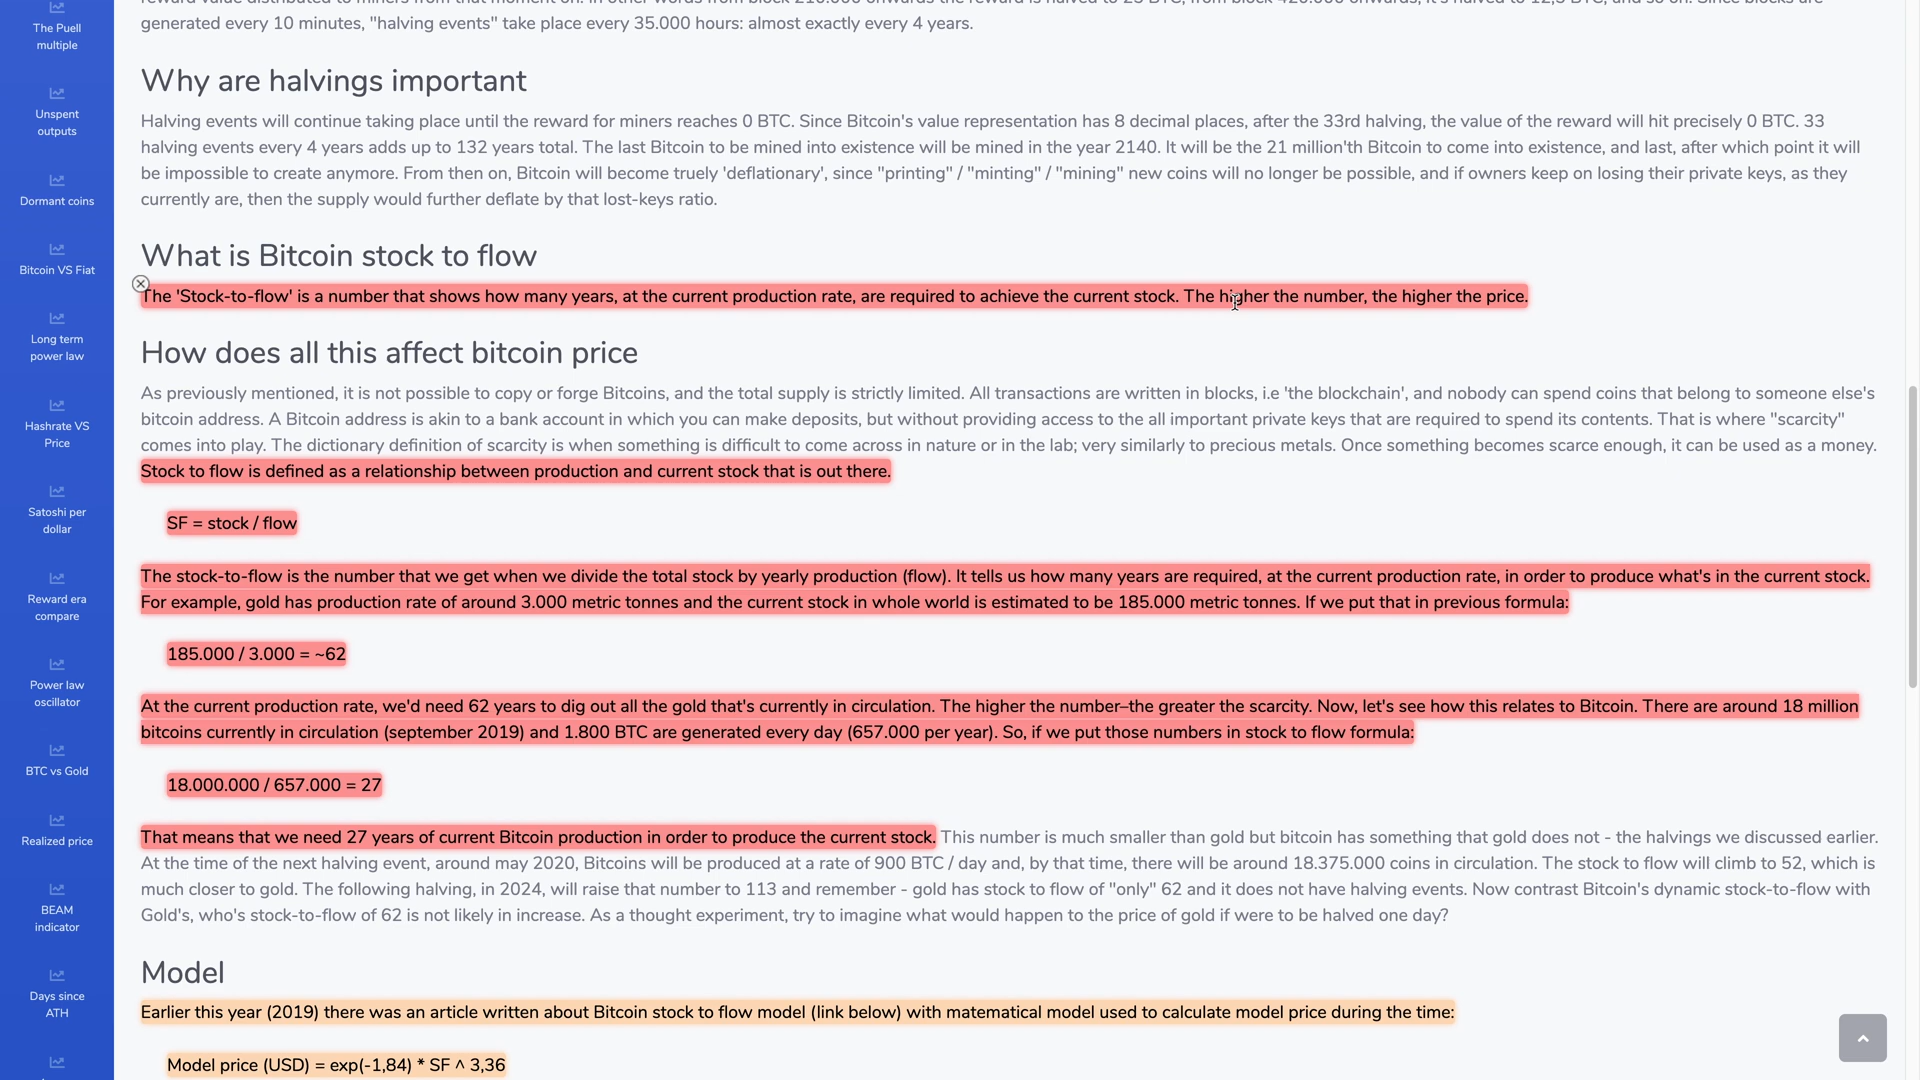 The Puell
multiple
Unspent
outputs
Dormant coins
Bitcoin VS Fiat
Long term
power law
Hashrate VS
Price
Satoshi per
dollar
Reward era
compare
Power law
oscillator
BTC vs Gold
Realized price
BEAM
indicator
Days since
ATH
generated every 10 minutes, "halving events" take place every 35.000 hours: almost exactly every 4 years.
Why are halvings important
Halving events will continue taking place until the reward for miners reaches 0 BTC. Since Bitcoin's value representation has 8 decimal places, after the 33rd halving, the value of the reward will hit precisely 0 BTC. 33
halving events every 4 years adds up to 132 years total. The last Bitcoin to be mined into existence will be mined in the year 2140. It will be the 21 million'th Bitcoin to come into existence, and last, after which point it will
be impossible to create anymore. From then on, Bitcoin will become truely 'deflationary', since "printing" / "minting" / "mining" new coins will no longer be possible, and if owners keep on losing their private keys, as they
currently are, then the supply would further deflate by that lost-keys ratio.
What is Bitcoin stock to flow
The 'Stock-to-flow' is a number that shows how many years, at the current production rate, are required to achieve the current stock. The higher the number, the higher the price.
How does all this affect bitcoin price
As previously mentioned, it is not possible to copy or forge Bitcoins, and the total supply is strictly limited. All transactions are written in blocks, i.e 'the blockchain', and nobody can spend coins that belong to someone else's
bitcoin address. A Bitcoin address is akin to a bank account in which you can make deposits, but without providing access to the all important private keys that are required to spend its contents. That is where "scarcity"
comes into play. The dictionary definition of scarcity is when something is difficult to come across in nature or in the lab; very similarly to precious metals. Once something becomes scarce enough, it can be used as a money.
Stock to flow is defined as a relationship between production and current stock that is out there.
SF = stock / flow
The stock-to-flow is the number that we get when we divide the total stock by yearly production (flow). It tells us how many years are required, at the current production rate, in order to produce what's in the current stock.
For example, gold has production rate of around 3.000 metric tonnes and the current stock in whole world is estimated to be 185.000 metric tonnes. If we put that in previous formula:
185.000 / 3.000 = ~62
At the current production rate, we'd need 62 years to dig out all the gold that's currently in circulation. The higher the number–the greater the scarcity. Now, let's see how this relates to Bitcoin. There are around 18 million
bitcoins currently in circulation (september 2019) and 1.800 BTC are generated every day (657.000 per year). So, if we put those numbers in stock to flow formula:
18.000.000 / 657.000 = 27
That means that we need 27 years of current Bitcoin production in order to produce the current stock. This number is much smaller than gold but bitcoin has something that gold does not - the halvings we discussed earlier.
At the time of the next halving event, around may 2020, Bitcoins will be produced at a rate of 900 BTC / day and, by that time, there will be around 18.375.000 coins in circulation. The stock to flow will climb to 52, which is
much closer to gold. The following halving, in 2024, will raise that number to 113 and remember - gold has stock to flow of "only" 62 and it does not have halving events. Now contrast Bitcoin's dynamic stock-to-flow with
Gold's, who's stock-to-flow of 62 is not likely in increase. As a thought experiment, try to imagine what would happen to the price of gold if were to be halved one day?
Model
Earlier this year (2019) there was an article written about Bitcoin stock to flow model (link below) with matematical model used to calculate model price during the time:
Model price (USD) = exp(-1,84) * SF ^ 3,36